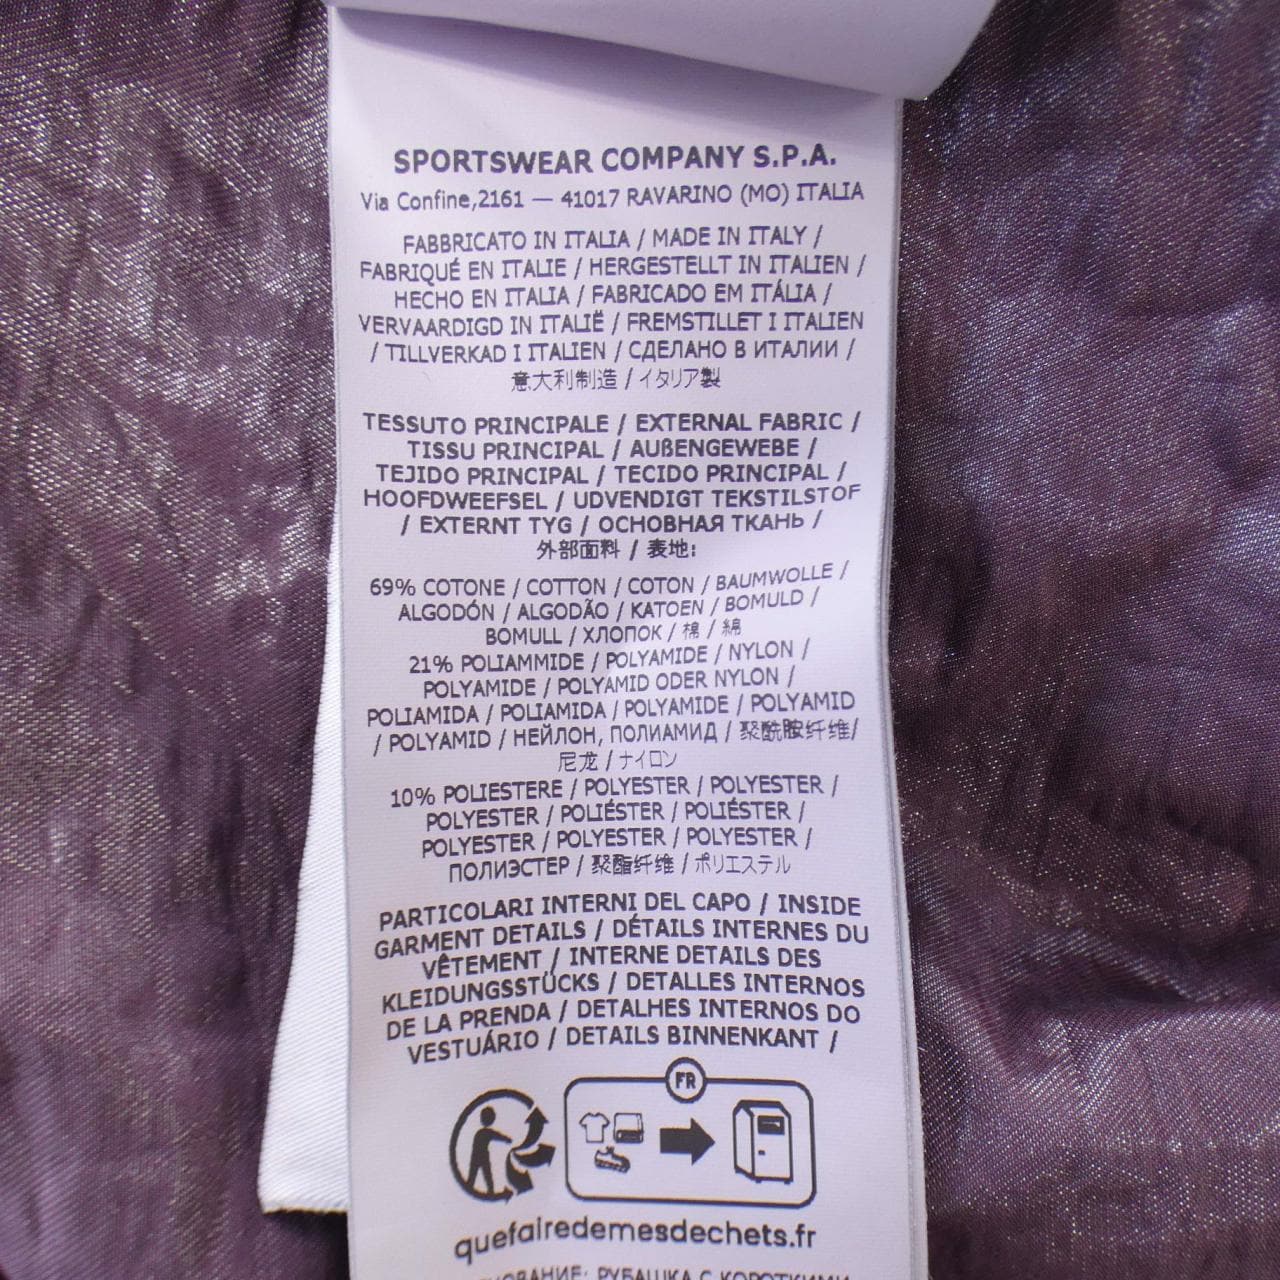 SPORTSWEAR COMPANY S.P.A.
Via Confine,2161 — 41017 RAVARINO (MO) ITALIA
FABBRICATO IN ITALIA / MADE IN ITALY /
FABRIQUÉ EN ITALIE / HERGESTELLT IN ITALIEN /
HECHO EN ITALIA / FABRICADO EM ITÁLIA /
VERVAARDIGD IN ITALIË / FREMSTILLET I ITALIEN
/ TILLVERKAD I ITALIEN / СДЕЛАНО В ИТАЛИИ /
意大利制造 / イタリア製
TESSUTO PRINCIPALE / EXTERNAL FABRIC /
TISSU PRINCIPAL / AUßENGEWEBE /
TEJIDO PRINCIPAL / TECIDO PRINCIPAL /
HOOFDWEEFSEL / UDVENDIGT TEKSTILSTOF
/ EXTERNT TYG / ОСНОВНАЯ ТКАНЬ /
外部面料 / 表地:
69% COTONE / COTTON / COTON / BAUMWOLLE /
ALGODÓN / ALGODÃO / KATOEN / BOMULD /
BOMULL / ХЛОПОК / 棉 / 綿
21% POLIAMMIDE / POLYAMIDE / NYLON /
POLYAMIDE / POLYAMID ODER NYLON /
POLIAMIDA / POLIAMIDA / POLYAMIDE / POLYAMID
/ POLYAMID / НЕЙЛОН, ПОЛИАМИД / 聚酰胺纤维/
尼龙 / ナイロン
10% POLIESTERE / POLYESTER / POLYESTER /
POLYESTER / POLIÉSTER / POLIÉSTER /
POLYESTER / POLYESTER / POLYESTER /
ПОЛИЭСТЕР / 聚酯纤维 / ポリエステル
PARTICOLARI INTERNI DEL CAPO / INSIDE
GARMENT DETAILS / DÉTAILS INTERNES DU
VÊTEMENT / INTERNE DETAILS DES
KLEIDUNGSSTÜCKS / DETALLES INTERNOS
DE LA PRENDA / DETALHES INTERNOS DO
VESTUÁRIO / DETAILS BINNENKANT /
FR
quefairedemesdechets.fr
РУБАШКА С КОРОТКИМИ